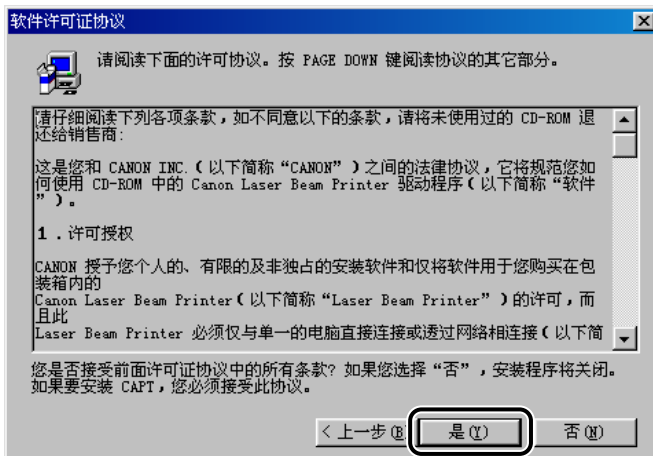 软件许可证协议
请阅读下面的许可协议。按 PAGE DOWN 键阅读协议的其它部分。
请仔细阅读下列各项条款，如不同意以下的条款，请将未使用过的 CD-ROM 退
还给销售商：
这是您和 CANON INC.（以下简称“CANON”）之间的法律协议，它将规范您如
何使用 CD-ROM 中的 Canon Laser Beam Printer 驱动程序（以下简称“软件
”）。
1．许可授权
CANON 授予您个人的、有限的及非独占的安装软件和仅将软件用于您购买在包
装箱内的
Canon Laser Beam Printer（以下简称“Laser Beam Printer”）的许可，而
且此
Laser Beam Printer 必须仅与单一的电脑直接连接或透过网络相连接（以下简
您是否接受前面许可证协议中的所有条款？如果您选择“否”，安装程序将关闭。
如果要安装 CAPT，您必须接受此协议。
< 上一步(B) 是(Y) 否(N)